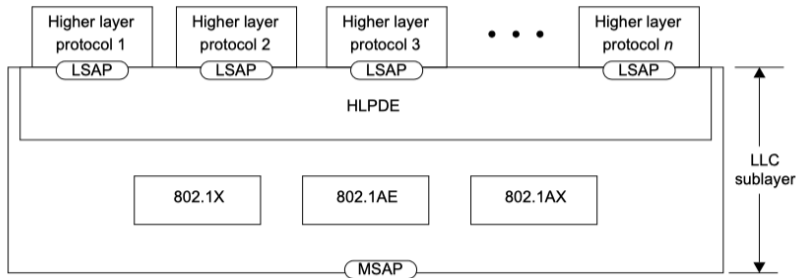 Higher layer
protocol 1
Higher layer
protocol 2
Higher layer
protocol 3
Higher layer
protocol n
LSAP
LSAP
LSAP
LSAP
HLPDE
LLC
sublayer
802.1X
802.1AE
802.1AX
MSAP